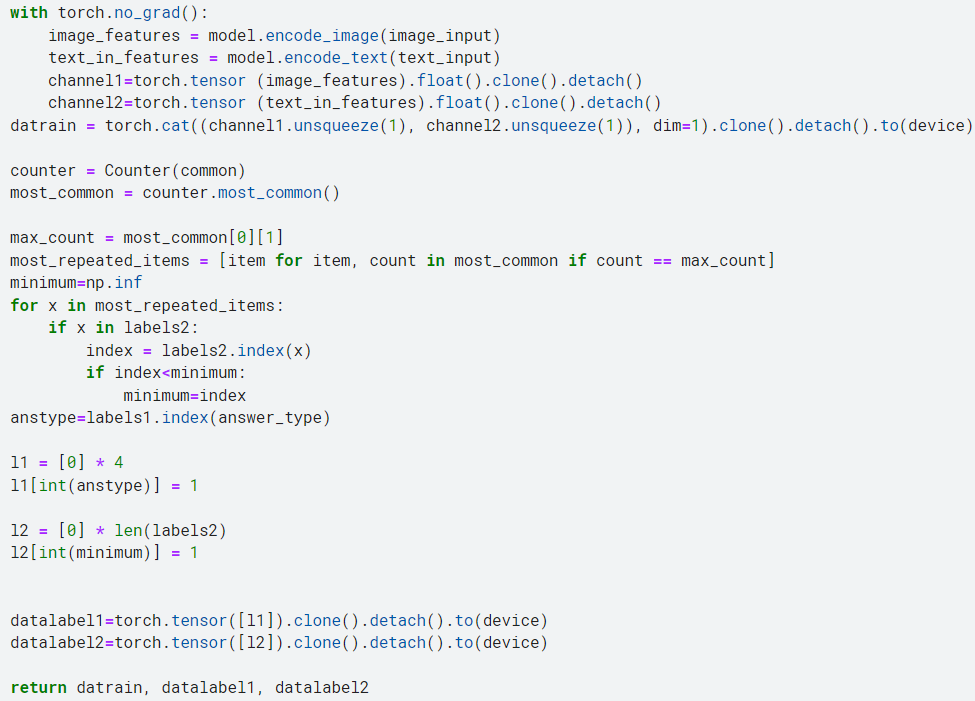 with torch.no_grad():
    image_features = model.encode_image(image_input)
    text_in_features = model.encode_text(text_input)
    channel1=torch.tensor (image_features).float().clone().detach()
    channel2=torch.tensor (text_in_features).float().clone().detach()
datrain = torch.cat((channel1.unsqueeze(1), channel2.unsqueeze(1)), dim=1).clone().detach().to(device)

counter = Counter(common)
most_common = counter.most_common()

max_count = most_common[0][1]
most_repeated_items = [item for item, count in most_common if count == max_count]
minimum=np.inf
for x in most_repeated_items:
    if x in labels2:
        index = labels2.index(x)
        if index<minimum:
            minimum=index
anstype=labels1.index(answer_type)

l1 = [0] * 4
l1[int(anstype)] = 1

l2 = [0] * len(labels2)
l2[int(minimum)] = 1


datalabel1=torch.tensor([l1]).clone().detach().to(device)
datalabel2=torch.tensor([l2]).clone().detach().to(device)

return datrain, datalabel1, datalabel2